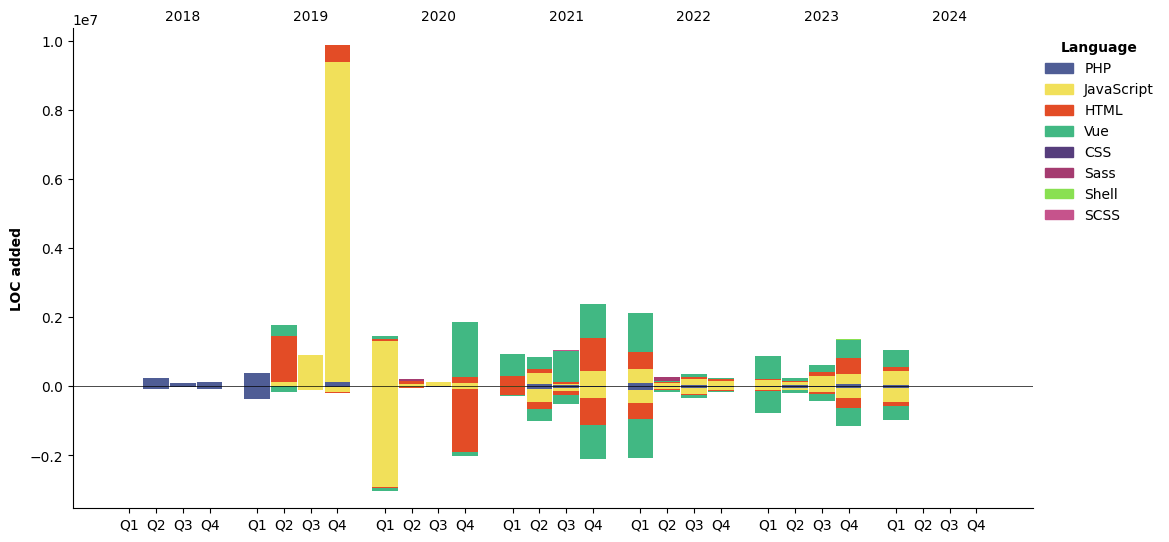 1e7
2018 2019 2020 2021 2022 2023 2024
1.0
0.8
0.6
0.4
0.2
0.0
−0.2
LOC added
Q1 Q2 Q3 Q4 Q1 Q2 Q3 Q4 Q1 Q2 Q3 Q4 Q1 Q2 Q3 Q4 Q1 Q2 Q3 Q4 Q1 Q2 Q3 Q4 Q1 Q2 Q3 Q4
Language
PHP
JavaScript
HTML
Vue
CSS
Sass
Shell
SCSS